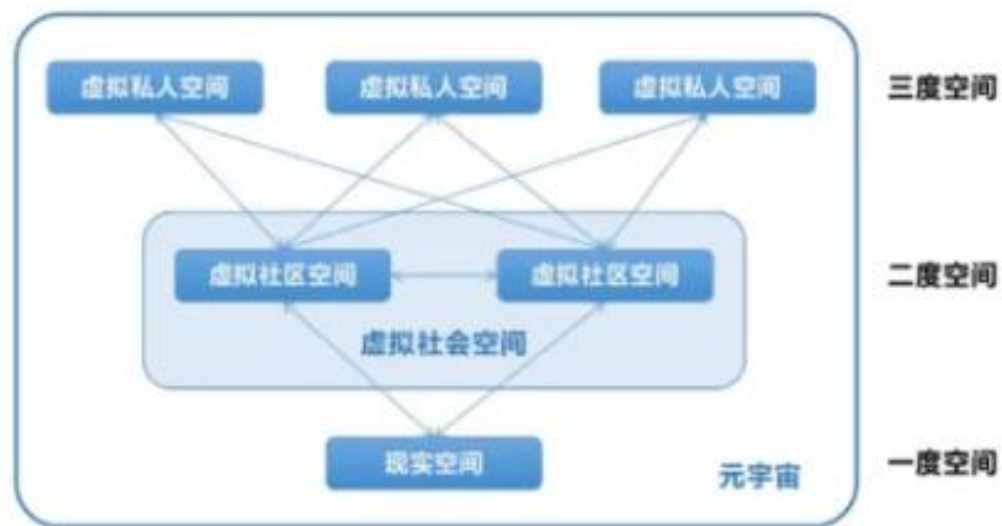 虚拟私人空间 虚拟私人空间 虚拟私人空间 三度空间
虚拟社区空间 虚拟社区空间 二度空间
虚拟社会空间
现实空间 一度空间
元宇宙